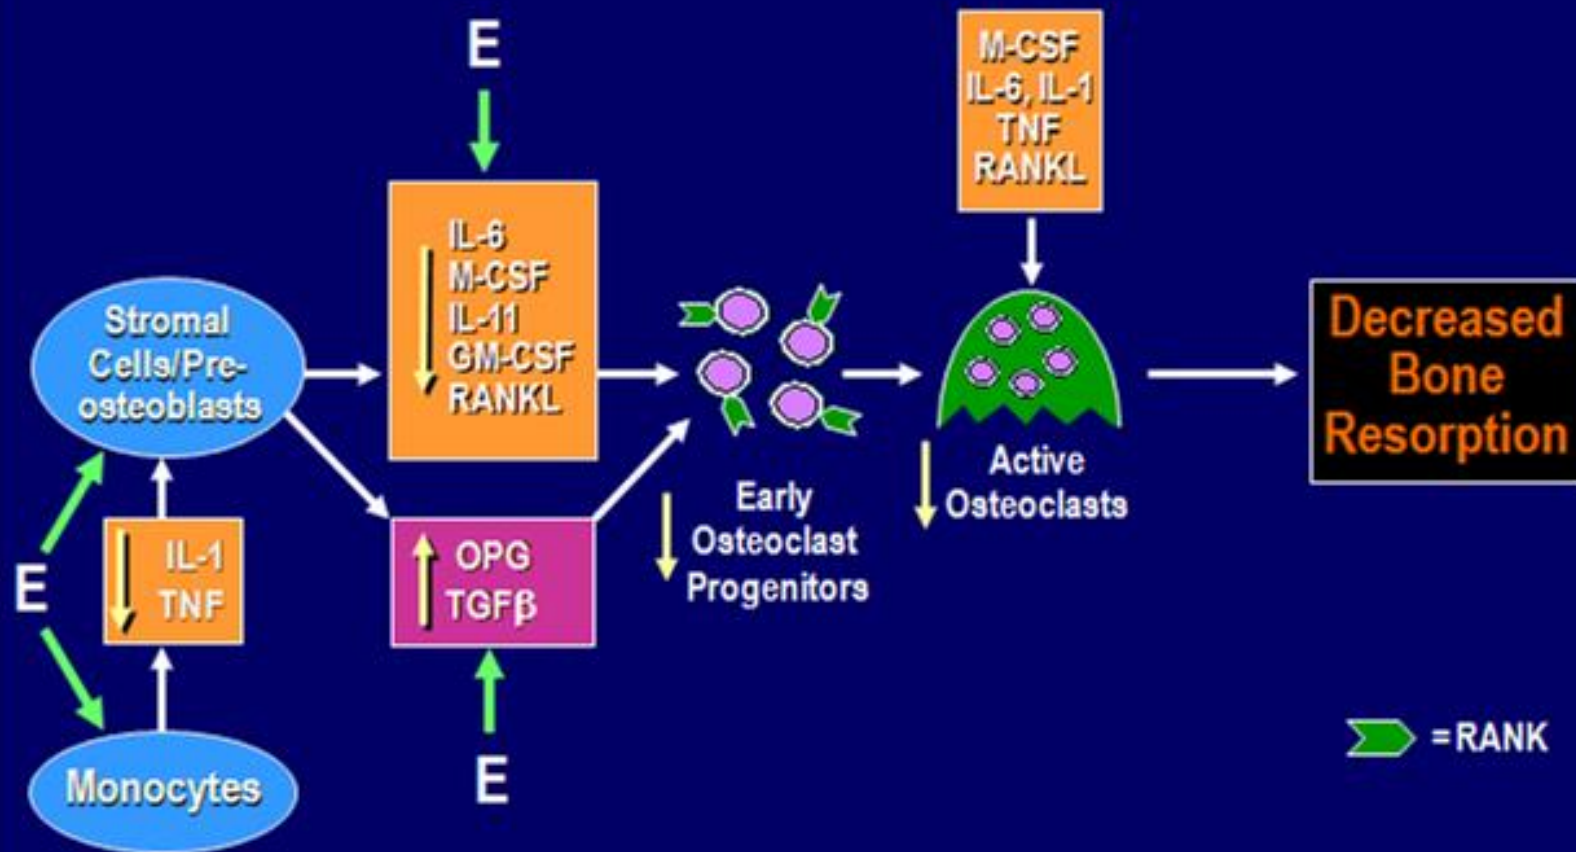 E
IL-6
M-CSF
IL-11
GM-CSF
RANKL
M-CSF
IL-6, IL-1
TNF
RANKL
Stromal
Cells/Pre-
osteoblasts
Decreased
Bone
Resorption
E
IL-1
TNF
OPG
TGFβ
Early
Osteoclast
Progenitors
Active
Osteoclasts
Monocytes
E
=RANK